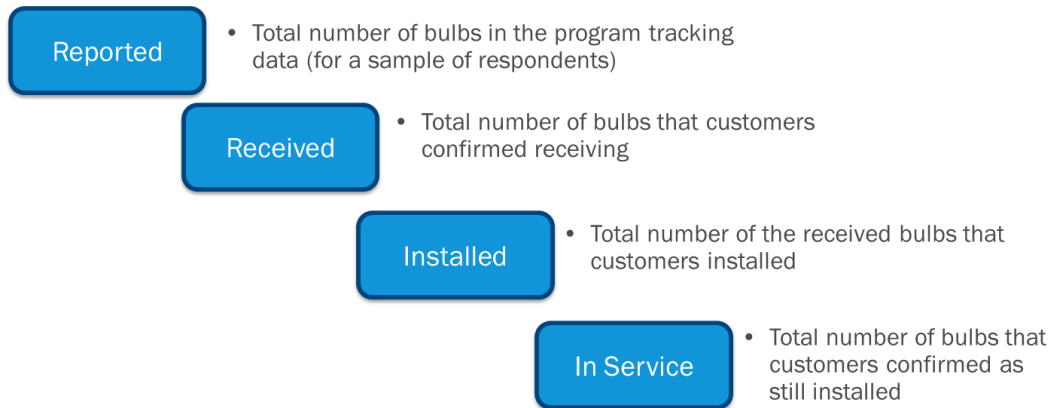 Reported
• Total number of bulbs in the program tracking
data (for a sample of respondents)
Received
• Total number of bulbs that customers
confirmed receiving
Installed
• Total number of the received bulbs that
customers installed
In Service
• Total number of bulbs that
customers confirmed as
still installed